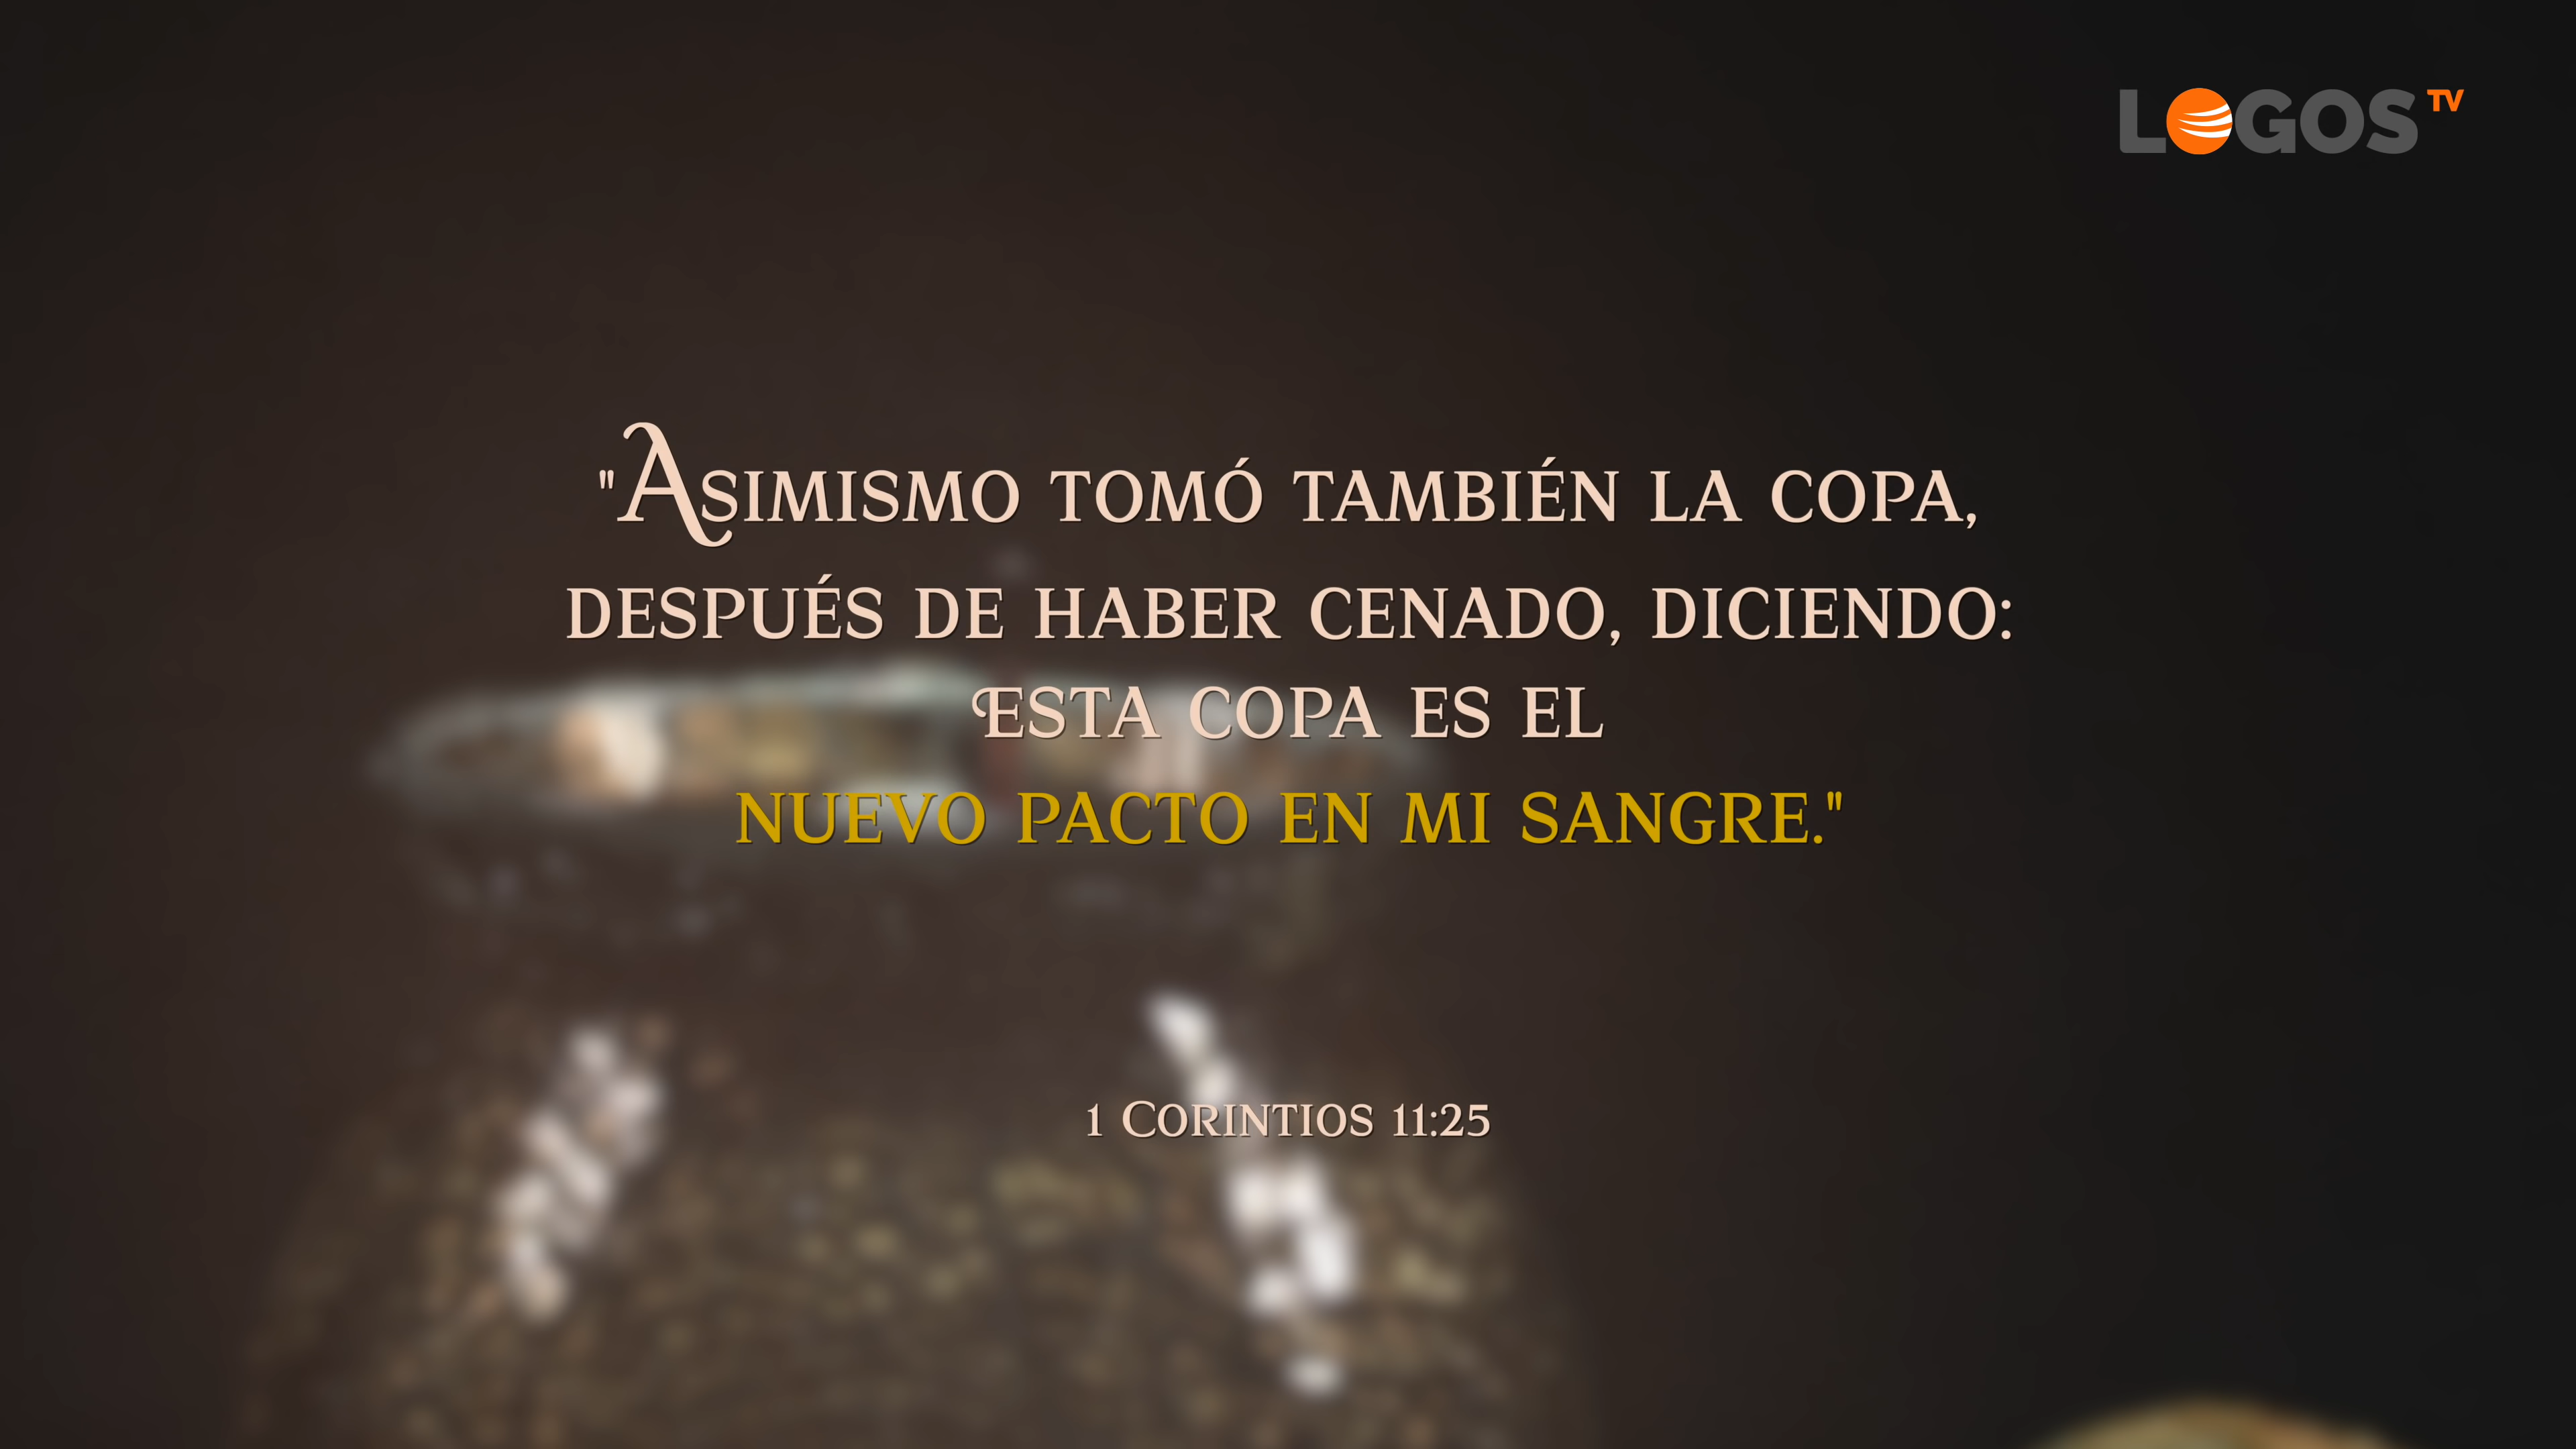 LOGOS TV
"Asimismo tomó también la copa,
después de haber cenado, diciendo:
Esta copa es el
nuevo pacto en mi sangre."
1 Corintios 11:25